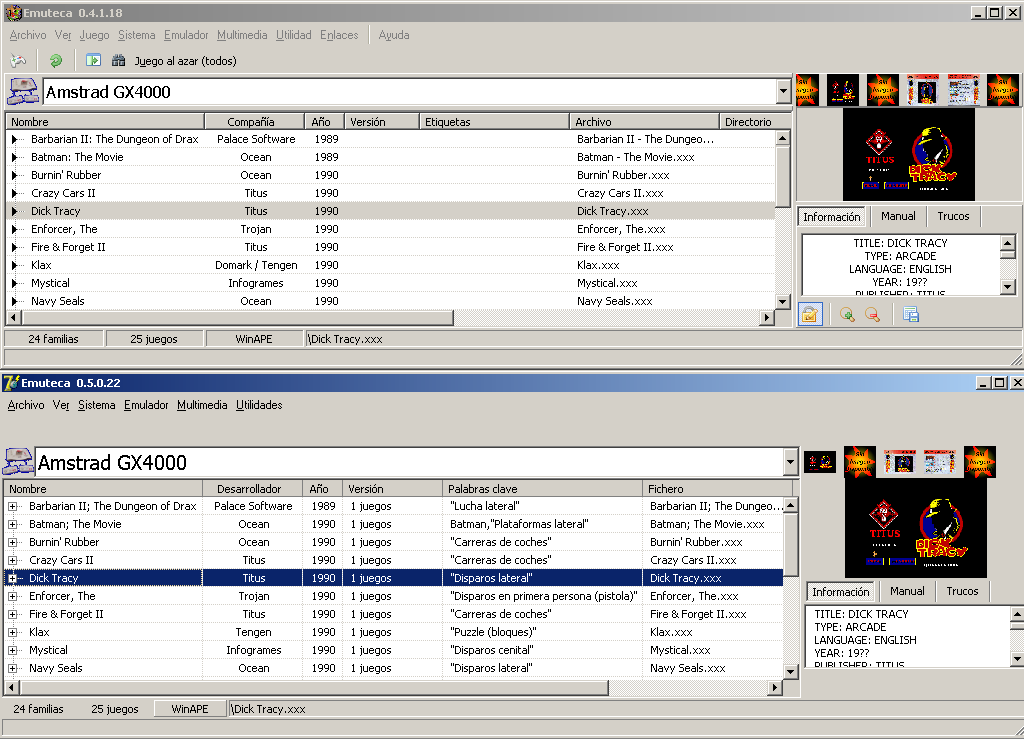 Emuteca 0.4.1.18
Archivo Ver Juego Sistema Emulador Multimedia Utilidad Enlaces Ayuda
Juego al azar (todos)
Amstrad GX4000
Nombre Compañía Año Versión Etiquetas Archivo Directorio
Barbarian II: The Dungeon of Drax Palace Software 1989 Barbarian II - The Dungeo...
Batman: The Movie Ocean 1989 Batman - The Movie.xxx
Burnin' Rubber Ocean 1990 Burnin' Rubber.xxx
Crazy Cars II Titus 1990 Crazy Cars II.xxx
Dick Tracy Titus 1990 Dick Tracy.xxx
Enforcer, The Trojan 1990 Enforcer, The.xxx
Fire & Forget II Titus 1990 Fire & Forget II.xxx
Klax Domark / Tengen 1990 Klax.xxx
Mystical Infogrames 1990 Mystical.xxx
Navy Seals Ocean 1990 Navy Seals.xxx
TITUS
DICK TRACY
Información Manual Trucos
TITLE: DICK TRACY
TYPE: ARCADE
LANGUAGE: ENGLISH
YEAR: 19??
PUBLISHER: TITUS
24 familias 25 juegos WinAPE \Dick Tracy.xxx
Emuteca 0.5.0.22
Archivo Ver Sistema Emulador Multimedia Utilidades
Amstrad GX4000
Nombre Desarrollador Año Versión Palabras clave Fichero
Barbarian II; The Dungeon of Drax Palace Software 1989 1 juegos "Lucha lateral" Barbarian II; The Dungeo...
Batman; The Movie Ocean 1990 1 juegos Batman,"Plataformas lateral" Batman; The Movie.xxx
Burnin' Rubber Ocean 1990 1 juegos "Carreras de coches" Burnin' Rubber.xxx
Crazy Cars II Titus 1990 1 juegos "Carreras de coches" Crazy Cars II.xxx
Dick Tracy Titus 1990 1 juegos "Disparos lateral" Dick Tracy.xxx
Enforcer, The Trojan 1990 1 juegos "Disparos en primera persona (pistola)" Enforcer, The.xxx
Fire & Forget II Titus 1990 1 juegos "Carreras de coches" Fire & Forget II.xxx
Klax Tengen 1990 1 juegos "Puzzle (bloques)" Klax.xxx
Mystical Infogrames 1990 1 juegos "Disparos cenital" Mystical.xxx
Navy Seals Ocean 1990 1 juegos "Disparos lateral" Navy Seals.xxx
TITUS
DICK TRACY
Información Manual Trucos
TITLE: DICK TRACY
TYPE: ARCADE
LANGUAGE: ENGLISH
YEAR: 19??
PUBLISHER: TITUS
24 familias 25 juegos WinAPE \Dick Tracy.xxx